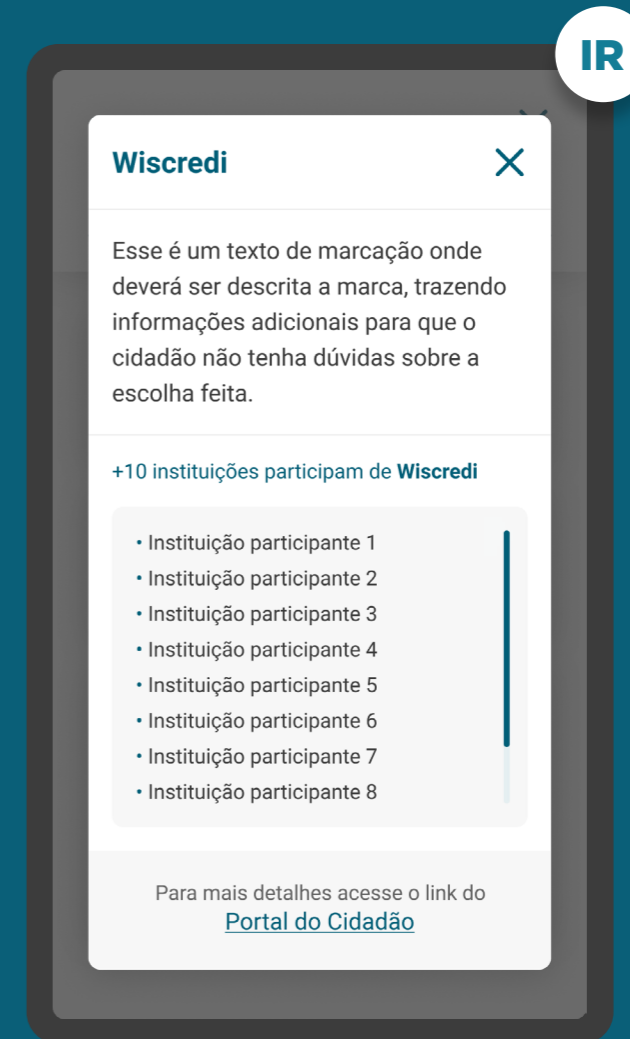 IR
Wiscredi
Esse é um texto de marcação onde
deverá ser descrita a marca, trazendo
informações adicionais para que o
cidadão não tenha dúvidas sobre a
escolha feita.
+10 instituições participam de Wiscredi
• Instituição participante 1
• Instituição participante 2
• Instituição participante 3
• Instituição participante 4
• Instituição participante 5
• Instituição participante 6
• Instituição participante 7
• Instituição participante 8
Para mais detalhes acesse o link do
Portal do Cidadão